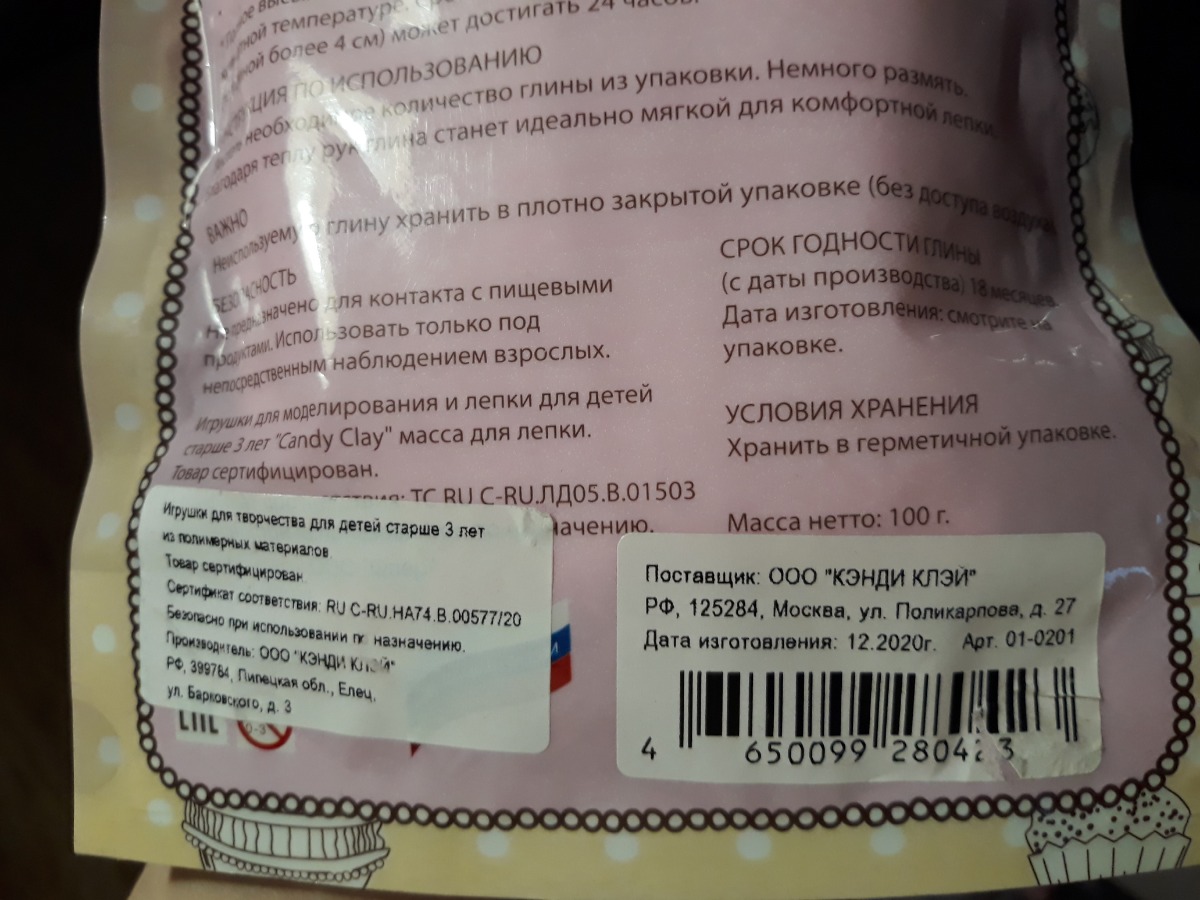 температуре.
более 4 см) может достигать 24
ПО ИСПОЛЬЗОВАНИЮ
количество глины из упаковки. Немного размять.
теплу рук глина станет идеально мягкой для комфортной лепки.
ВАЖНО
глину хранить в плотно закрытой упаковке (без доступа воздуха
БЕЗОПАСНОСТЬ
для контакта с пищевыми
продуктами. Использовать только под
непосредственным наблюдением взрослых.
Игрушки для моделирования и лепки для детей
старше 3 лет "Candy Clay" масса для лепки.
Товар сертифицирован.
ТС RU C-RU.ЛД05.В.01503
СРОК ГОДНОСТИ ГЛИНЫ
(с даты производства) 18 месяцев.
Дата изготовления: смотрите на
упаковке.
УСЛОВИЯ ХРАНЕНИЯ
Хранить в герметичной упаковке.
Масса нетто: 100 г.
Игрушки для творчества для детей старше 3 лет
из полимерных материалов
Товар сертифицирован
Сертификат соответствия: RU C-RU.HA74.B.00577/20
Безопасно при использовании назначению.
Производитель: ООО "КЭНДИ КЛЭЙ"
РФ, 399784, Липецкая обл., Елец,
ул. Барковского, д. 3
0-3
Поставщик: ООО "КЭНДИ КЛЭЙ"
РФ, 125284, Москва, ул. Поликарпова, д. 27
Дата изготовления: 12.2020г. Арт. 01-0201
4 650099